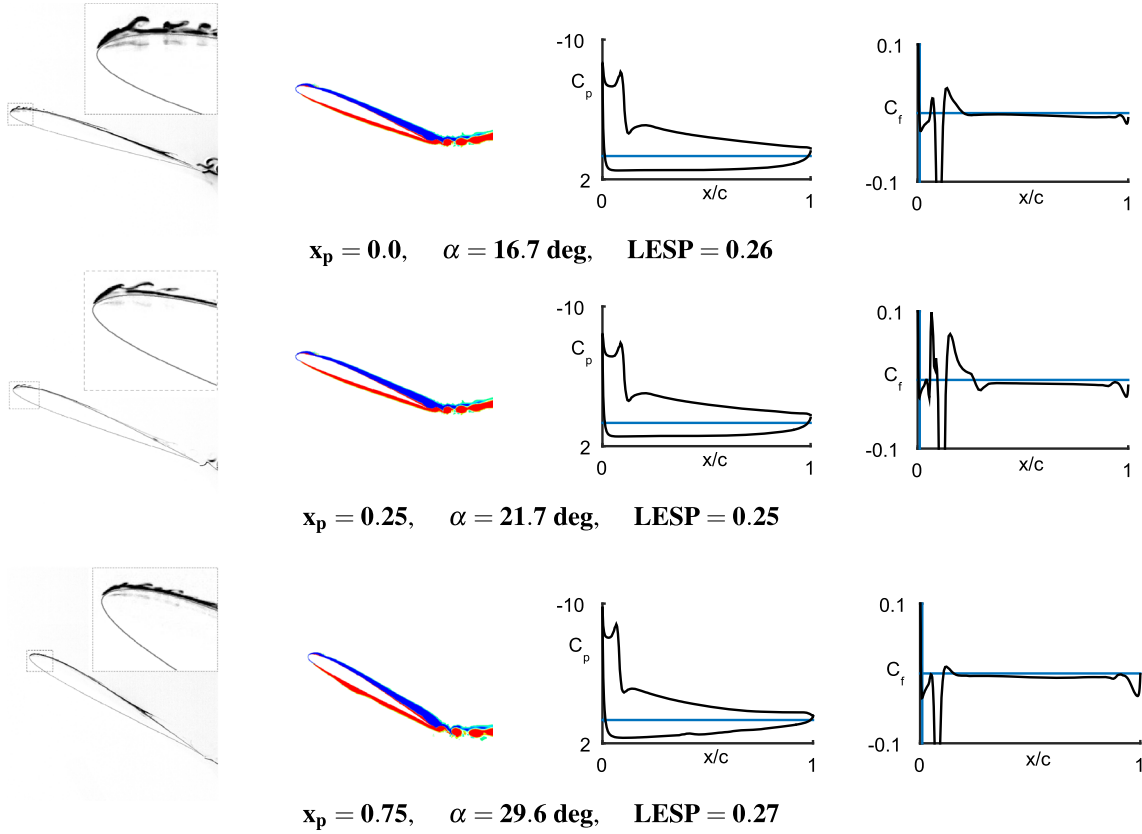 -10
C_p
2
0
x/c
1
0.1
C_f
-0.1
0
x/c
1
x_p = 0.0, α = 16.7 deg, LESP = 0.26
-10
C_p
2
0
x/c
1
0.1
C_f
-0.1
0
x/c
1
x_p = 0.25, α = 21.7 deg, LESP = 0.25
-10
C_p
2
0
x/c
1
0.1
C_f
-0.1
0
x/c
1
x_p = 0.75, α = 29.6 deg, LESP = 0.27